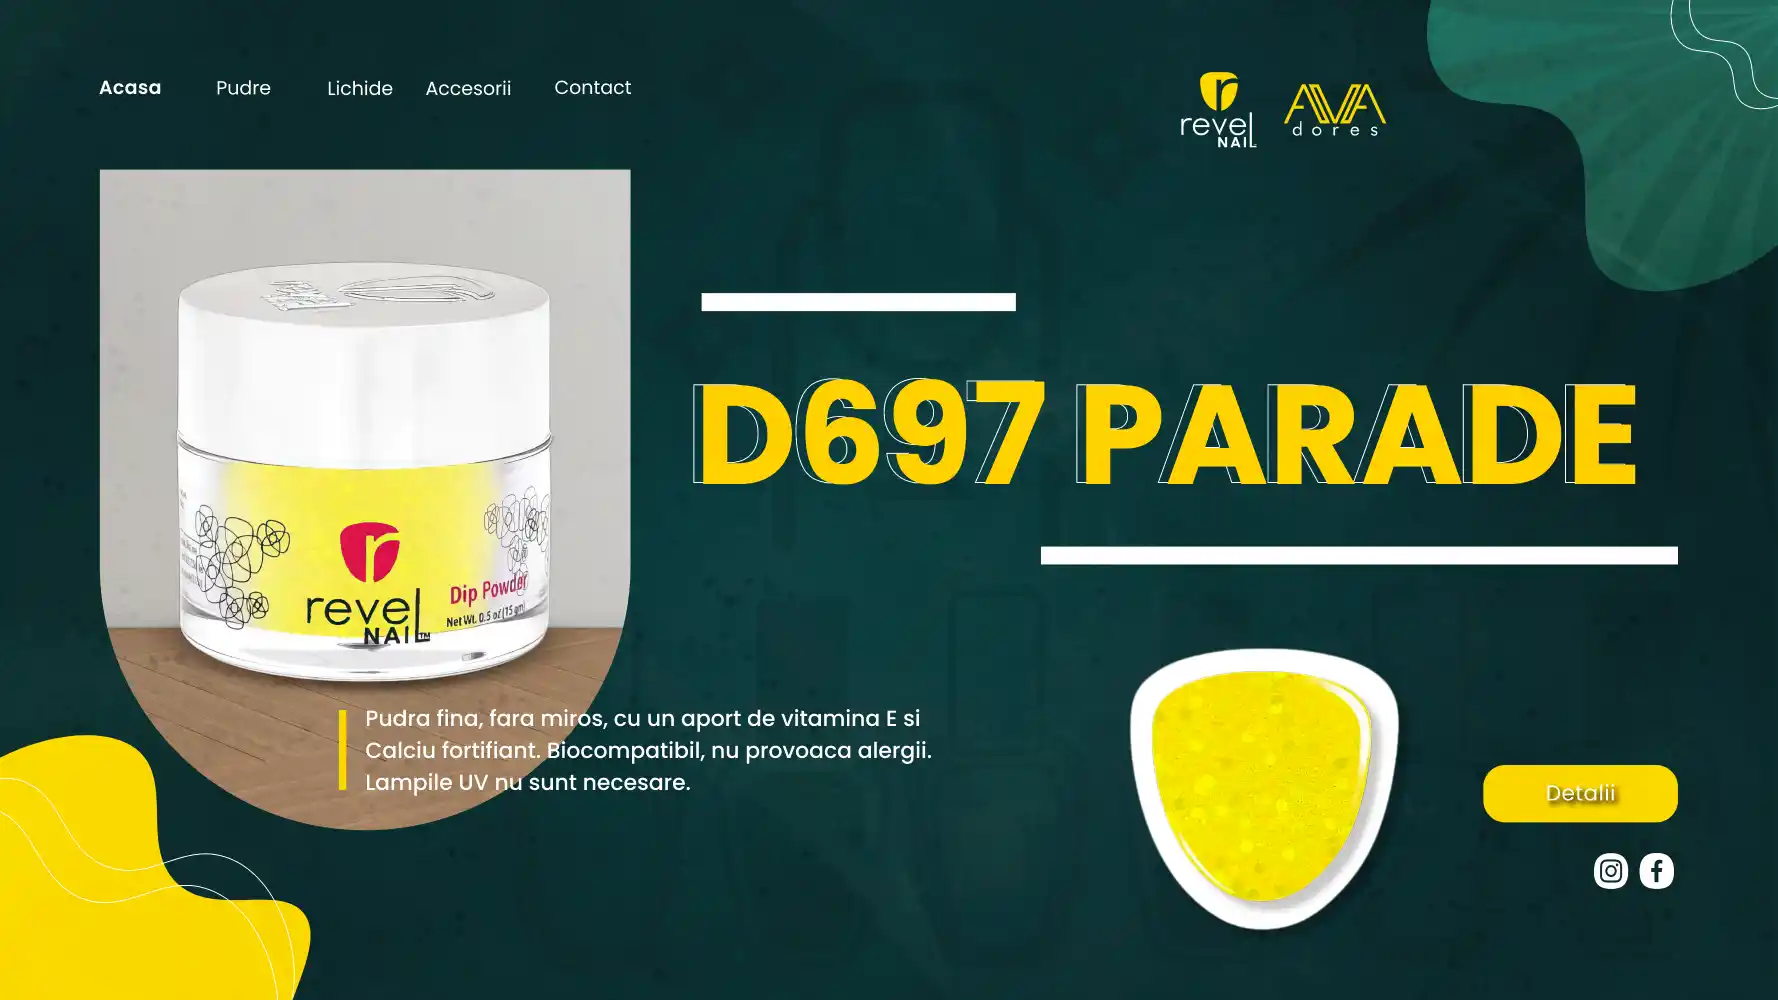 Acasa
Pudre
Lichide
Accesorii
Contact
revel
NAIL
AVA
dores
D697 PARADE
revel
NAIL™
Dip Powder
Net Wt. 0.5 oz (15 gm)
Pudra fina, fara miros, cu un aport de vitamina E si
Calciu fortifiant. Biocompatibil, nu provoaca alergii.
Lampile UV nu sunt necesare.
Detalii